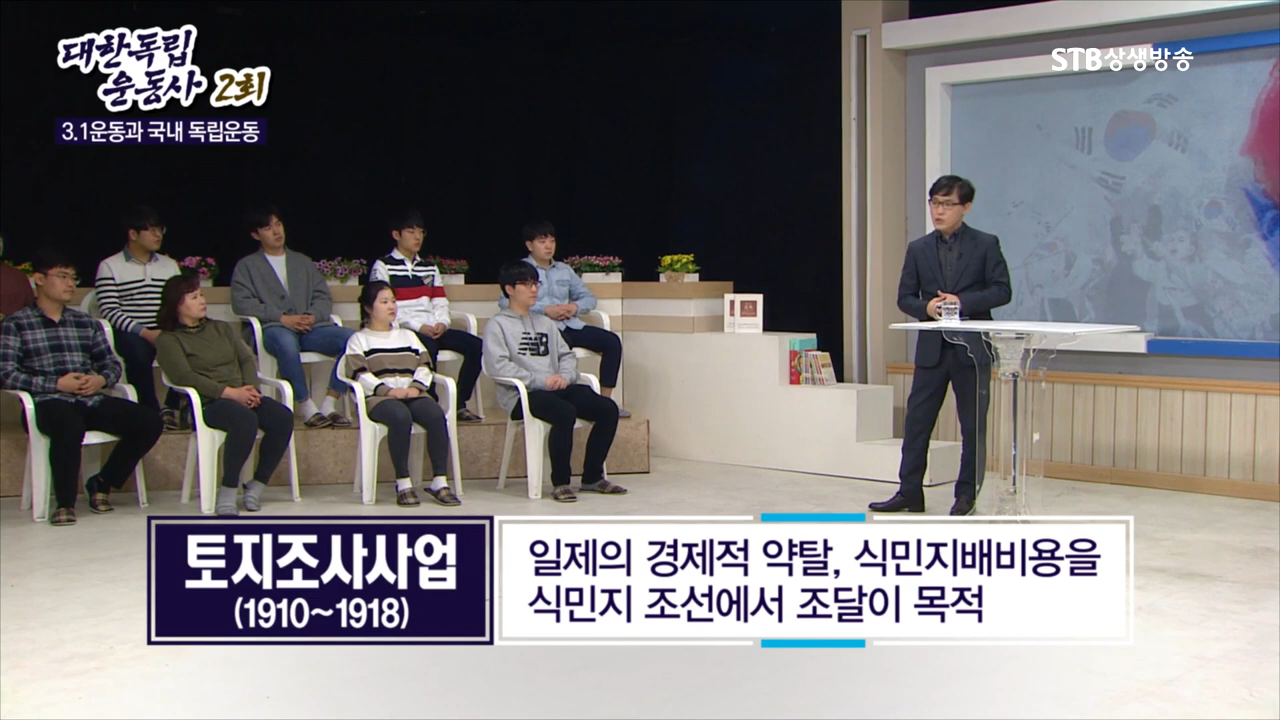 대한독립
운동사 2회
3.1운동과 국내 독립운동
STB상생방송
토지조사사업
(1910~1918)
일제의 경제적 약탈, 식민지배비용을
식민지 조선에서 조달이 목적